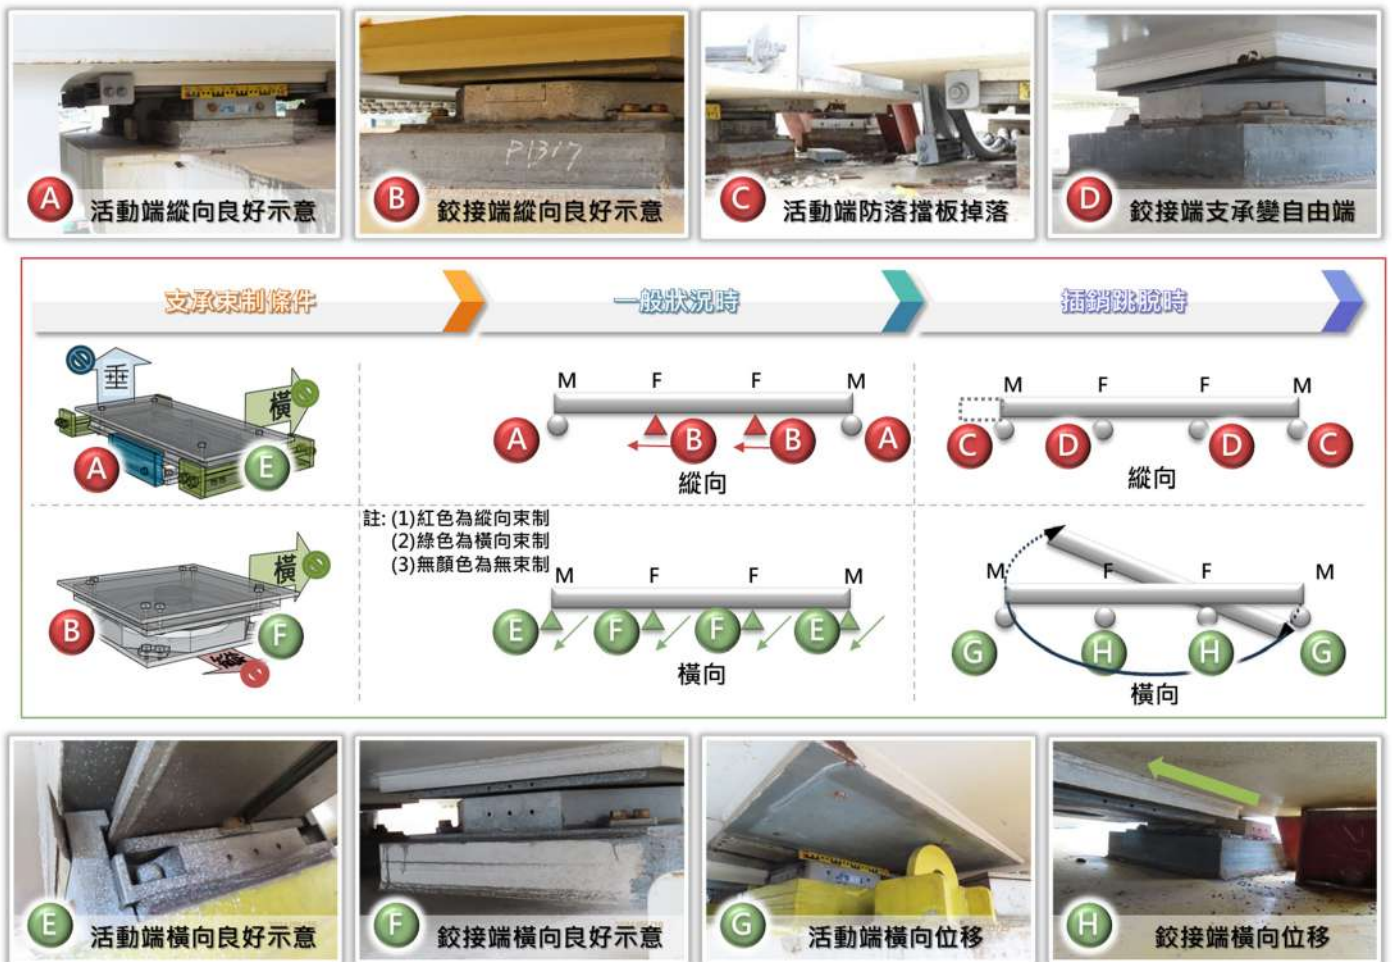 A 活動端縱向良好示意
B 鉸接端縱向良好示意
C 活動端防落擋板掉落
D 鉸接端支承變自由端
P1317
支承束制條件
一般狀況時
插銷跳脫時
垂
橫
A
E
M F F M
A B B A
縱向
M F F M
C D D C
縱向
橫
B
F
縱
註: (1)紅色為縱向束制
(2)綠色為橫向束制
(3)無顏色為無束制
M F F M
E F F E
橫向
M F F M
G H H G
橫向
E 活動端橫向良好示意
F 鉸接端橫向良好示意
G 活動端橫向位移
H 鉸接端橫向位移